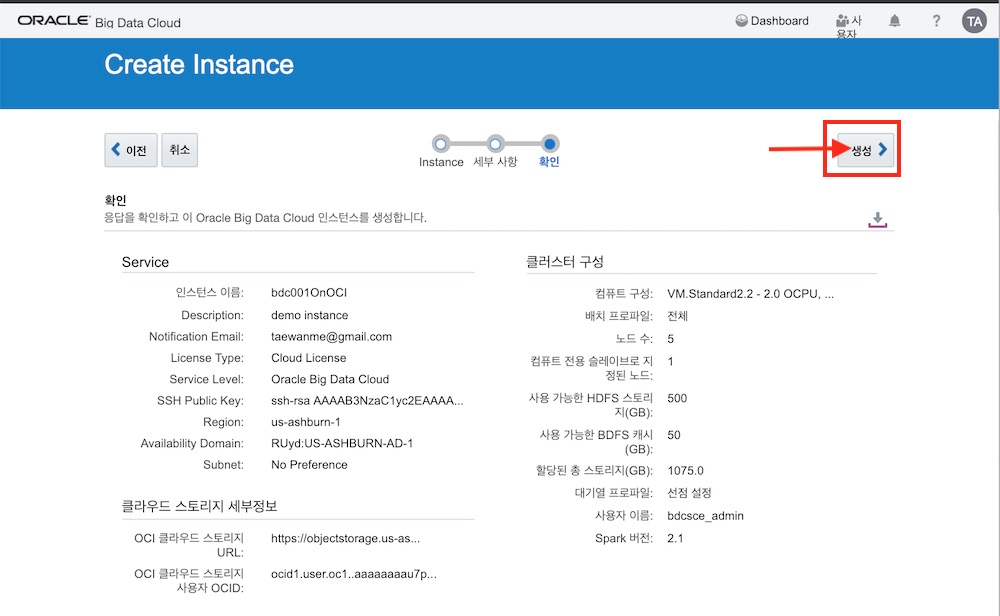 ORACLE® Big Data Cloud
Dashboard
사
용자
?
TA
Create Instance
이전
취소
Instance
세부 사항
확인
생성
확인
응답을 확인하고 이 Oracle Big Data Cloud 인스턴스를 생성합니다.
Service
인스턴스 이름: bdc001OnOCI
Description: demo instance
Notification Email: taewanme@gmail.com
License Type: Cloud License
Service Level: Oracle Big Data Cloud
SSH Public Key: ssh-rsa AAAAB3NzaC1yc2EAAAA...
Region: us-ashburn-1
Availability Domain: RUyd:US-ASHBURN-AD-1
Subnet: No Preference
클라우드 스토리지 세부정보
OCI 클라우드 스토리지 https://objectstorage.us-as...
URL:
OCI 클라우드 스토리지 ocid1.user.oc1..aaaaaaaau7p...
사용자 OCID:
클러스터 구성
컴퓨트 구성: VM.Standard2.2 - 2.0 OCPU, ...
배치 프로파일: 전체
노드 수: 5
컴퓨트 전용 슬레이브로 지 1
정된 노드:
사용 가능한 HDFS 스토리 500
지(GB):
사용 가능한 BDFS 캐시 50
(GB):
할당된 총 스토리지(GB): 1075.0
대기열 프로파일: 선점 설정
사용자 이름: bdcsce_admin
Spark 버전: 2.1